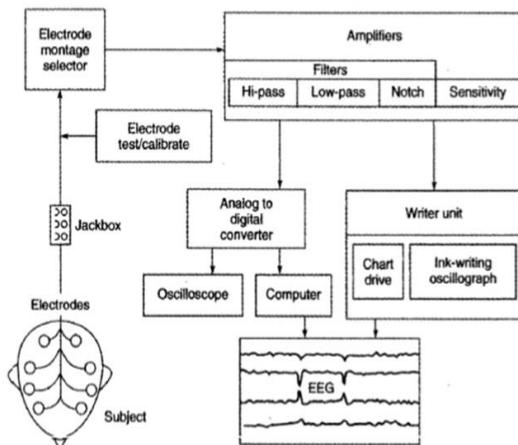 Electrode
montage
selector
Amplifiers
Filters
Hi-pass
Low-pass
Notch
Sensitivity
Electrode
test/calibrate
Jackbox
Analog to
digital
converter
Writer unit
Chart
drive
Ink-writing
oscillograph
Oscilloscope
Computer
Electrodes
EEG
Subject